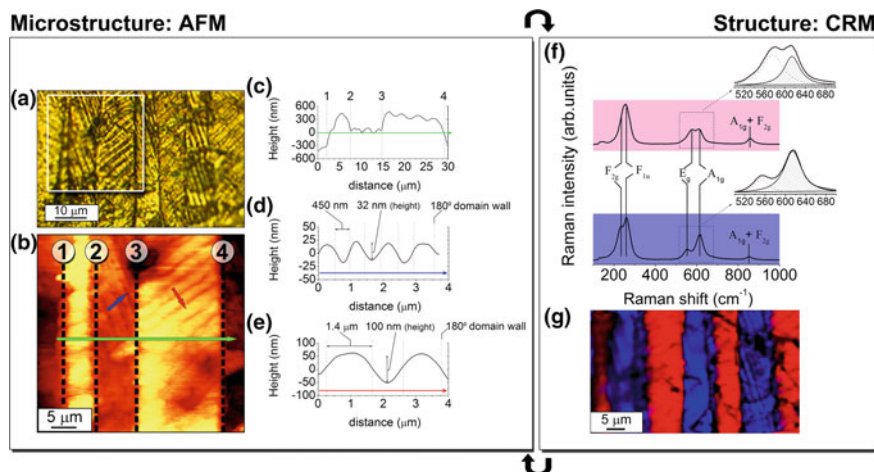 Microstructure: AFM
Structure: CRM
(a)
10 µm
(b)
1 2 3 4
5 µm
(c)
1 2 3 4
Height (nm)
600
300
0
-300
-600
0 5 10 15 20 25 30
distance (µm)
(d)
450 nm 32 nm (height) 180º domain wall
Height (nm)
50
25
0
-25
-50
0 1 2 3 4
distance (µm)
(e)
1.4 µm 100 nm (height) 180º domain wall
Height (nm)
100
50
0
-50
-100
0 1 2 3 4
distance (µm)
(f)
Raman intensity (arb.units)
520 560 600 640 680
A1g + F2g
F2g F1u Eg A1g
520 560 600 640 680
A1g + F2g
200 400 600 800 1000
Raman shift (cm-1)
(g)
5 µm